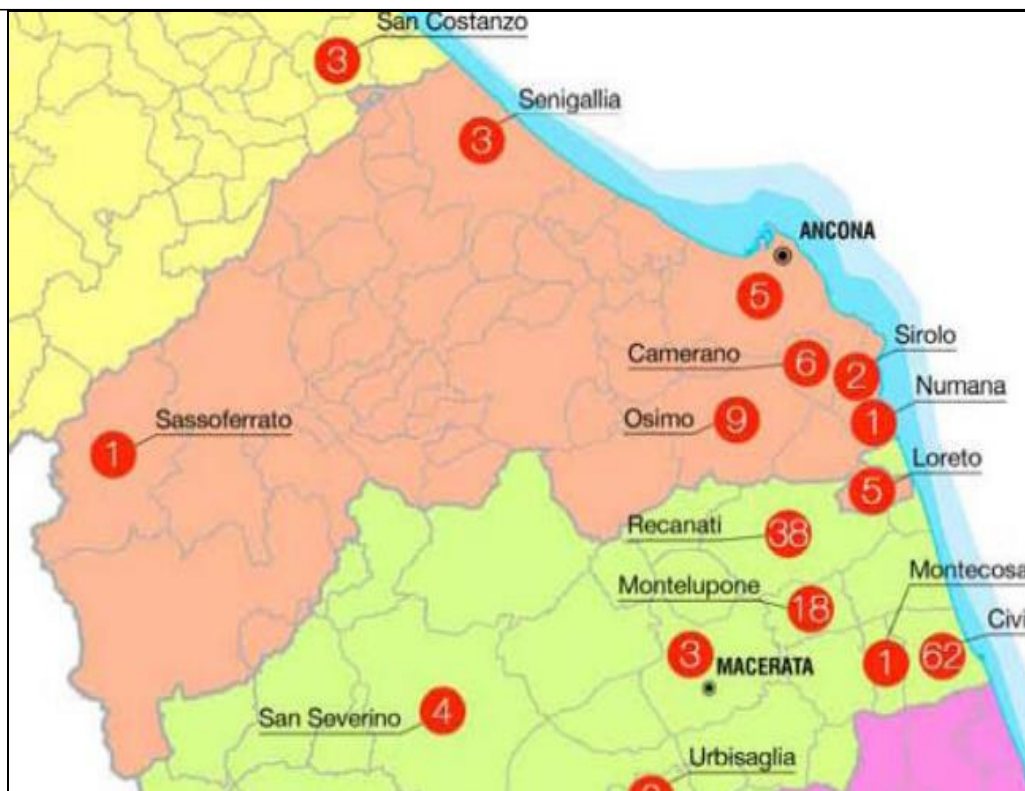 San Costanzo
3
Senigallia
3
ANCONA
5
Sirolo
Camerano
6
2
Numana
Osimo
9
1
Sassoferrato
1
Loreto
5
Recanati
38
Montecosa
Montelupone
18
Civi
3
MACERATA
1
62
San Severino
4
Urbisaglia